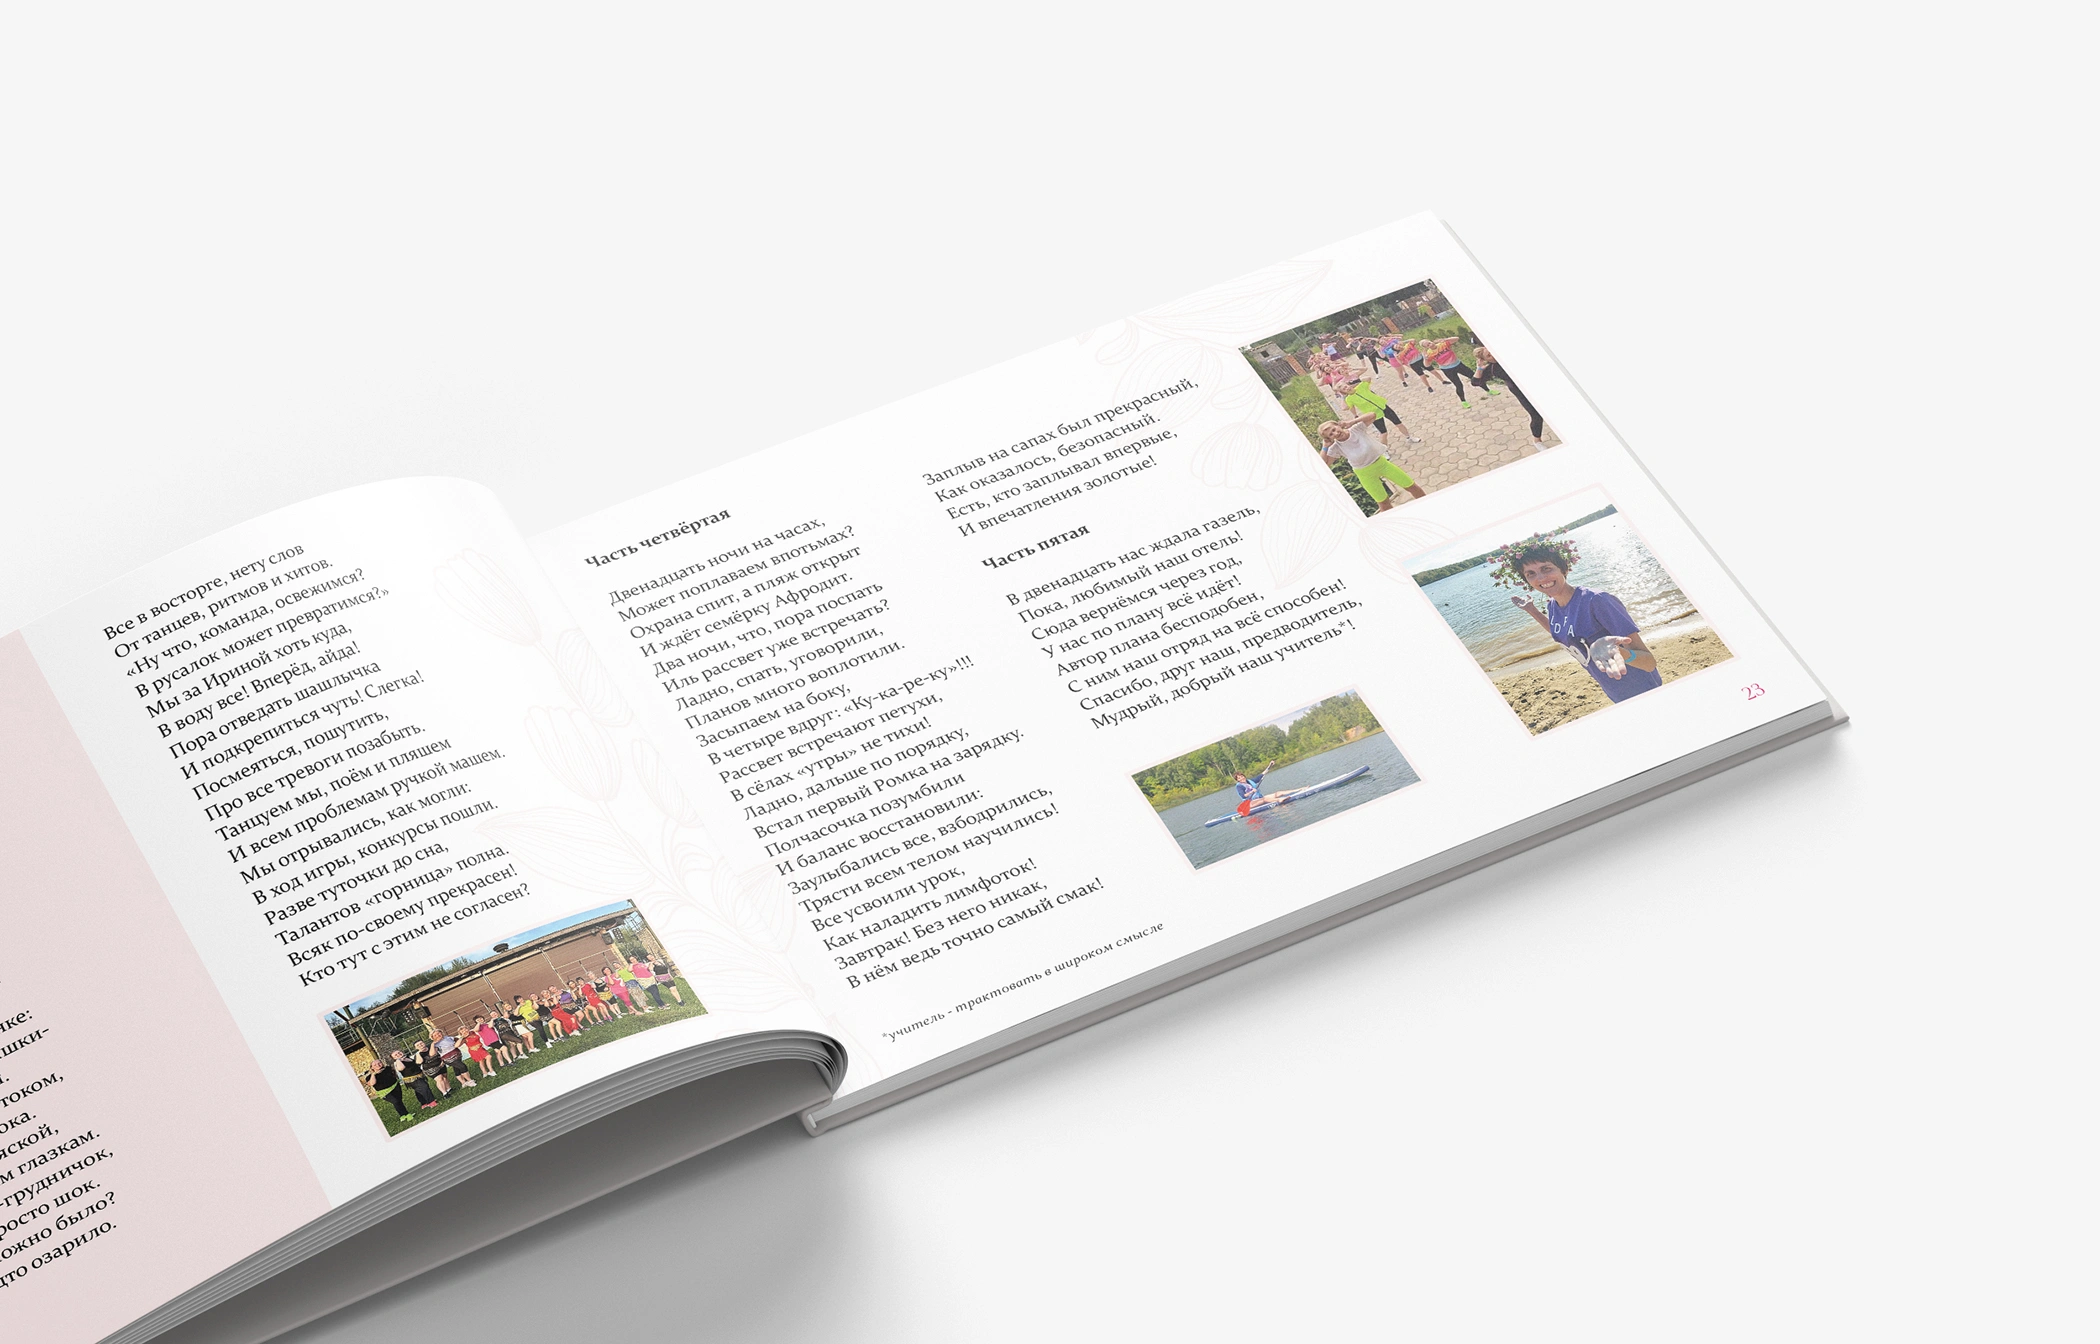 нке:
шки-
током,
ока.
яской,
м глазкам.
-грудничок,
росто шок.
ожно было?
дто озарило.
Все в восторге, нету слов
От танцев, ритмов и хитов.
«Ну что, команда, освежимся?
В русалок может превратимся?»
Мы за Ириной хоть куда,
В воду все! Вперёд, айда!
Пора отведать шашлычка
И подкрепиться чуть! Слегка!
Посмеяться, пошутить,
Про все тревоги позабыть.
Танцуем мы, поём и пляшем
И всем проблемам ручкой машем.
Мы отрывались, как могли:
В ход игры, конкурсы пошли.
Разве туточки до сна,
Талантов «горница» полна.
Всяк по-своему прекрасен!
Кто тут с этим не согласен?
Часть четвёртая
Двенадцать ночи на часах,
Может поплаваем впотьмах?
Охрана спит, а пляж открыт
И ждёт семёрку Афродит.
Два ночи, что, пора поспать
Иль рассвет уже встречать?
Ладно, спать, уговорили,
Планов много воплотили.
Засыпаем на боку,
В четыре вдруг: «Ку-ка-ре-ку»!!!
Рассвет встречают петухи,
В сёлах «утры» не тихи!
Ладно, дальше по порядку,
Встал первый Ромка на зарядку.
Полчасочка позумбили
И баланс восстановили:
Заулыбались все, взбодрились,
Трясти всем телом научились!
Все усвоили урок,
Как наладить лимфоток!
Завтрак! Без него никак,
В нём ведь точно самый смак!
Заплыв на сапах был прекрасный,
Как оказалось, безопасный.
Есть, кто заплывал впервые,
И впечатления золотые!
Часть пятая
В двенадцать нас ждала газель,
Пока, любимый наш отель!
Сюда вернёмся через год,
У нас по плану всё идёт!
Автор плана бесподобен,
С ним наш отряд на всё способен!
Спасибо, друг наш, предводитель,
Мудрый, добрый наш учитель*!
*учитель - трактовать в широком смысле
23